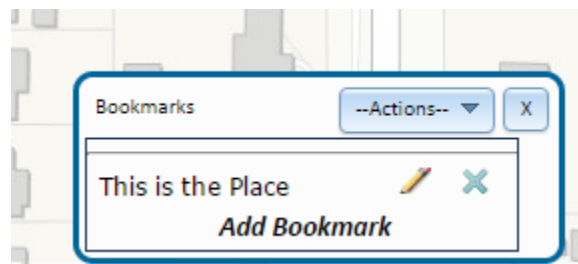 Bookmarks --Actions-- X
This is the Place
Add Bookmark